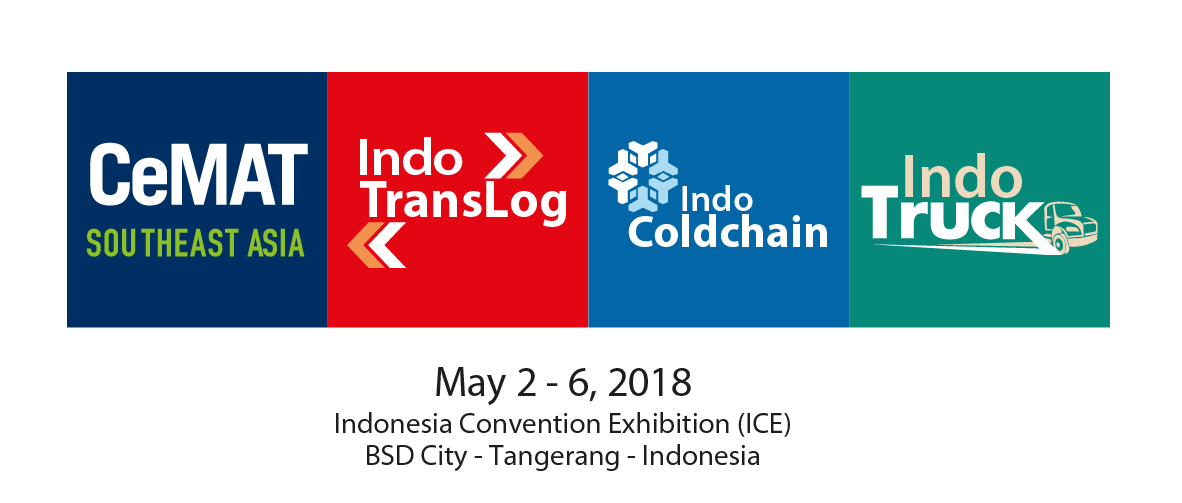 CeMAT
SOUTHEAST ASIA
Indo
TransLog
Indo
Coldchain
Indo
Truck
May 2 - 6, 2018
Indonesia Convention Exhibition (ICE)
BSD City - Tangerang - Indonesia